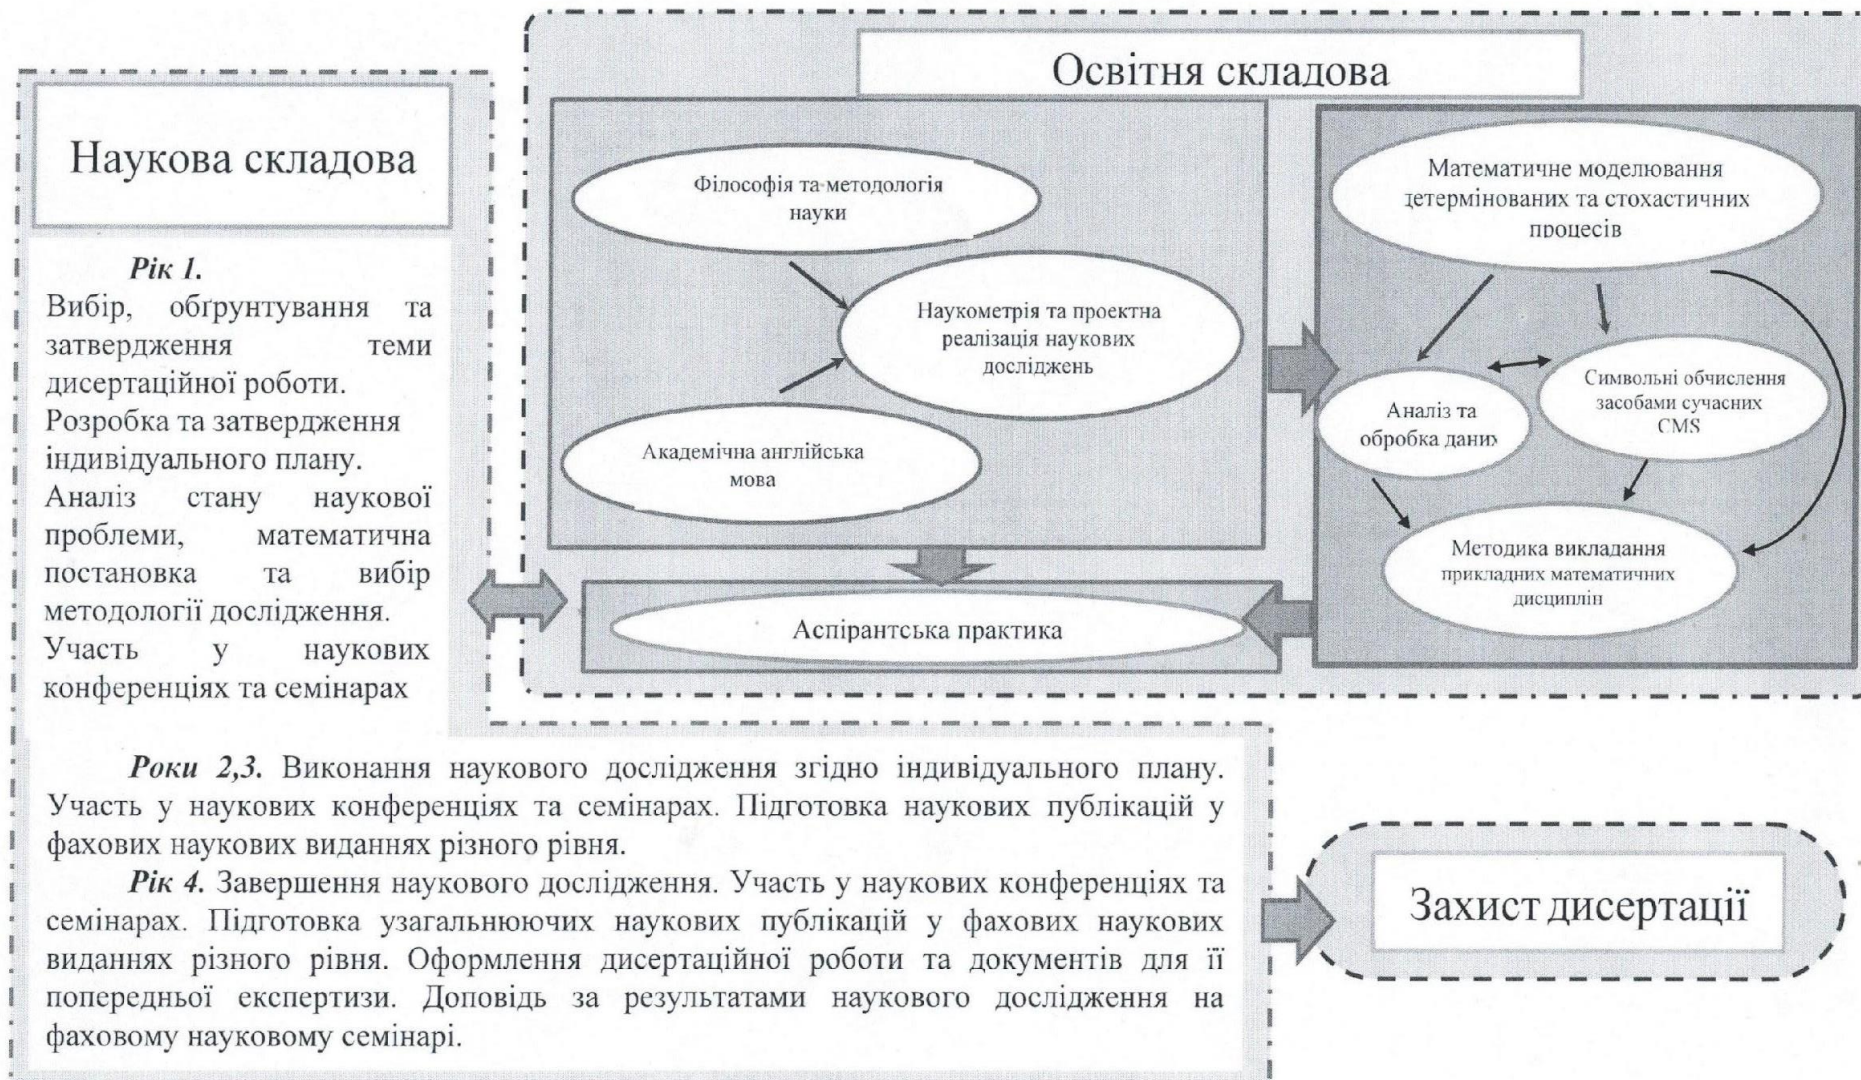 Освітня складова
Наукова складова
Рік 1.
Вибір, обґрунтування та
затвердження теми
дисертаційної роботи.
Розробка та затвердження
індивідуального плану.
Аналіз стану наукової
проблеми, математична
постановка та вибір
методології дослідження.
Участь у наукових
конференціях та семінарах
Філософія та методологія
науки
Наукометрія та проектна
реалізація наукових
досліджень
Академічна англійська
мова
Математичне моделювання
детермінованих та стохастичних
процесів
Аналіз та
обробка даних
Символьні обчислення
засобами сучасних
CMS
Методика викладання
прикладних математичних
дисциплін
Аспірантська практика
Роки 2,3. Виконання наукового дослідження згідно індивідуального плану.
Участь у наукових конференціях та семінарах. Підготовка наукових публікацій у
фахових наукових виданнях різного рівня.
Рік 4. Завершення наукового дослідження. Участь у наукових конференціях та
семінарах. Підготовка узагальнюючих наукових публікацій у фахових наукових
виданнях різного рівня. Оформлення дисертаційної роботи та документів для її
попередньої експертизи. Доповідь за результатами наукового дослідження на
фаховому науковому семінарі.
Захист дисертації